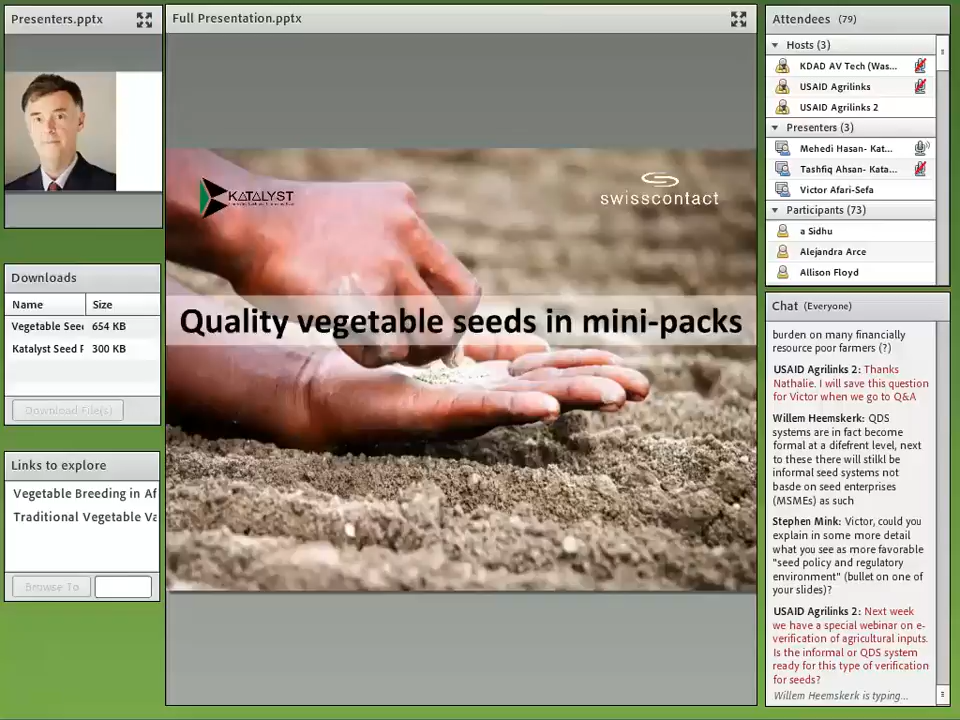 Presenters.pptx
Full Presentation.pptx
Attendees (79)
Hosts (3)
KDAD AV Tech (Was...
USAID Agrilinks
USAID Agrilinks 2
Presenters (3)
Mehedi Hasan- Kat...
Tashfiq Ahsan- Kata...
Victor Afari-Sefa
Participants (73)
a Sidhu
Alejandra Arce
Allison Floyd
KATALYST
swisscontact
Quality vegetable seeds in mini-packs
Downloads
Name Size
Vegetable See 654 KB
Katalyst Seed F 300 KB
Download File(s)
Links to explore
Vegetable Breeding in Af
Traditional Vegetable Va
Browse To
Chat (Everyone)
burden on many financially
resource poor farmers (?)
USAID Agrilinks 2: Thanks
Nathalie. I will save this question
for Victor when we go to Q&A
Willem Heemskerk: QDS
systems are in fact become
formal at a difefrent level, next
to these there will stilkl be
informal seed systems not
basde on seed enterprises
(MSMEs) as such
Stephen Mink: Victor, could you
explain in some more detail
what you see as more favorable
"seed policy and regulatory
environment" (bullet on one of
your slides)?
USAID Agrilinks 2: Next week
we have a special webinar on e-
verification of agricultural inputs.
Is the informal or QDS system
ready for this type of verification
for seeds?
Willem Heemskerk is typing...